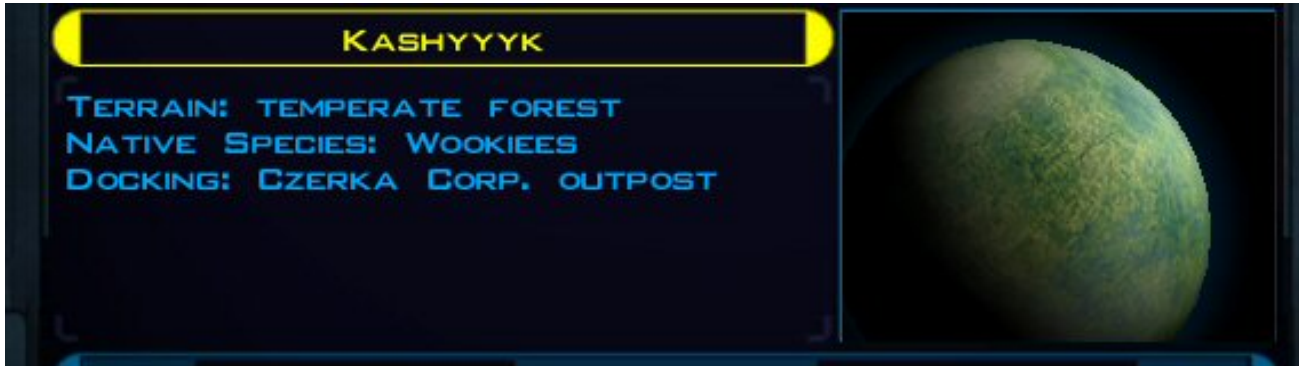 Kashyyyk
Terrain: temperate forest
Native Species: Wookiees
Docking: Czerka Corp. outpost